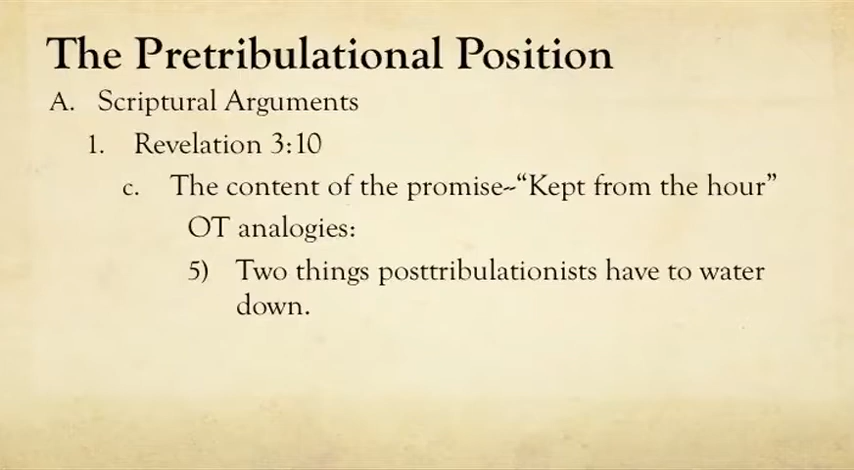 The Pretribulational Position
A. Scriptural Arguments
1. Revelation 3:10
c. The content of the promise~“Kept from the hour”
OT analogies:
5) Two things posttribulationists have to water
down.